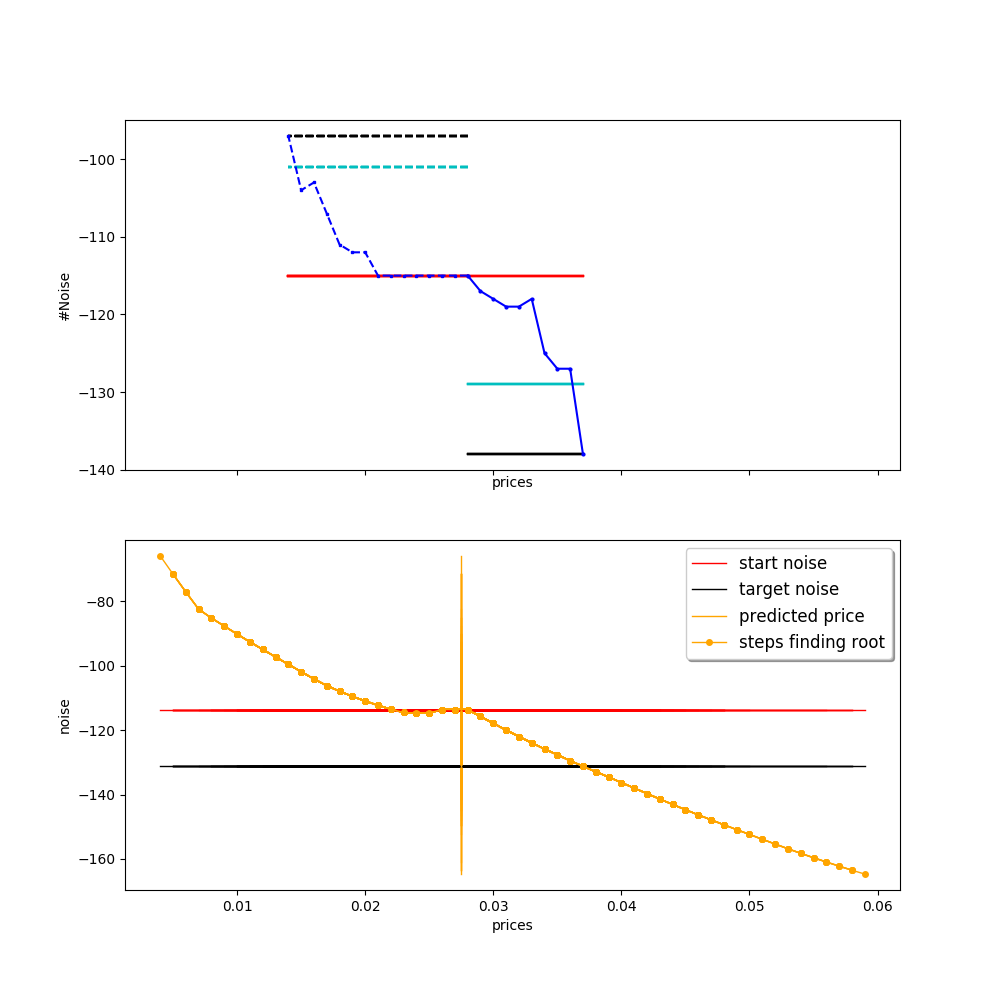 −100
−110
−120
−130
−140
#Noise
prices
start noise
target noise
predicted price
steps finding root
−80
−100
−120
−140
−160
noise
0.01 0.02 0.03 0.04 0.05 0.06
prices